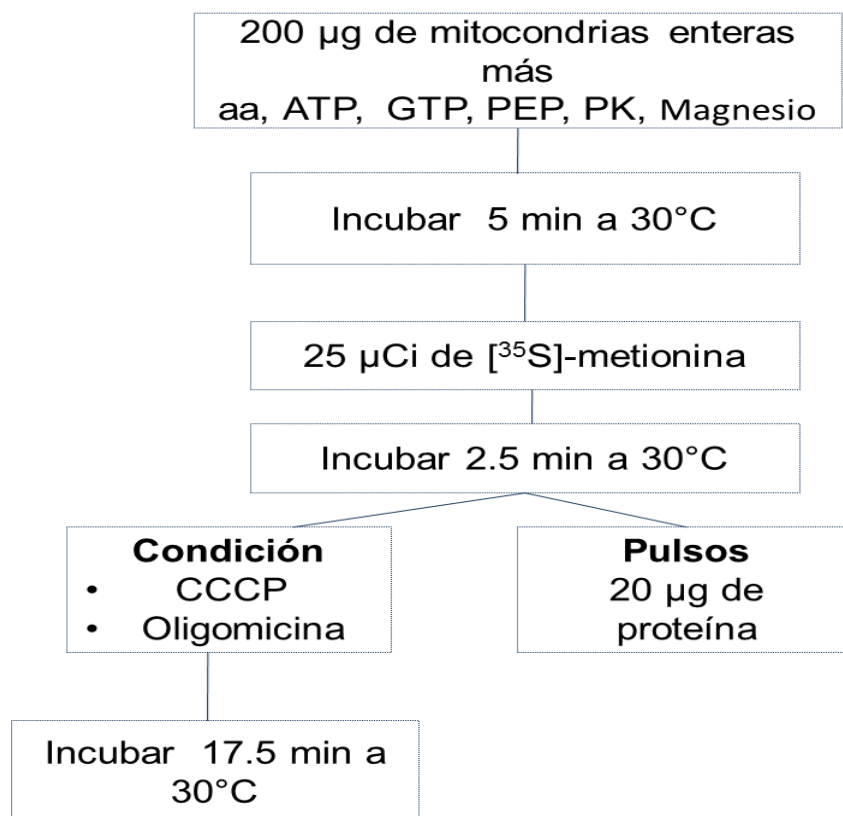 200 µg de mitocondrias enteras
más
aa, ATP, GTP, PEP, PK, Magnesio
Incubar 5 min a 30°C
25 µCi de [³⁵S]-metionina
Incubar 2.5 min a 30°C
Condición
• CCCP
• Oligomicina
Pulsos
20 µg de
proteína
Incubar 17.5 min a
30°C